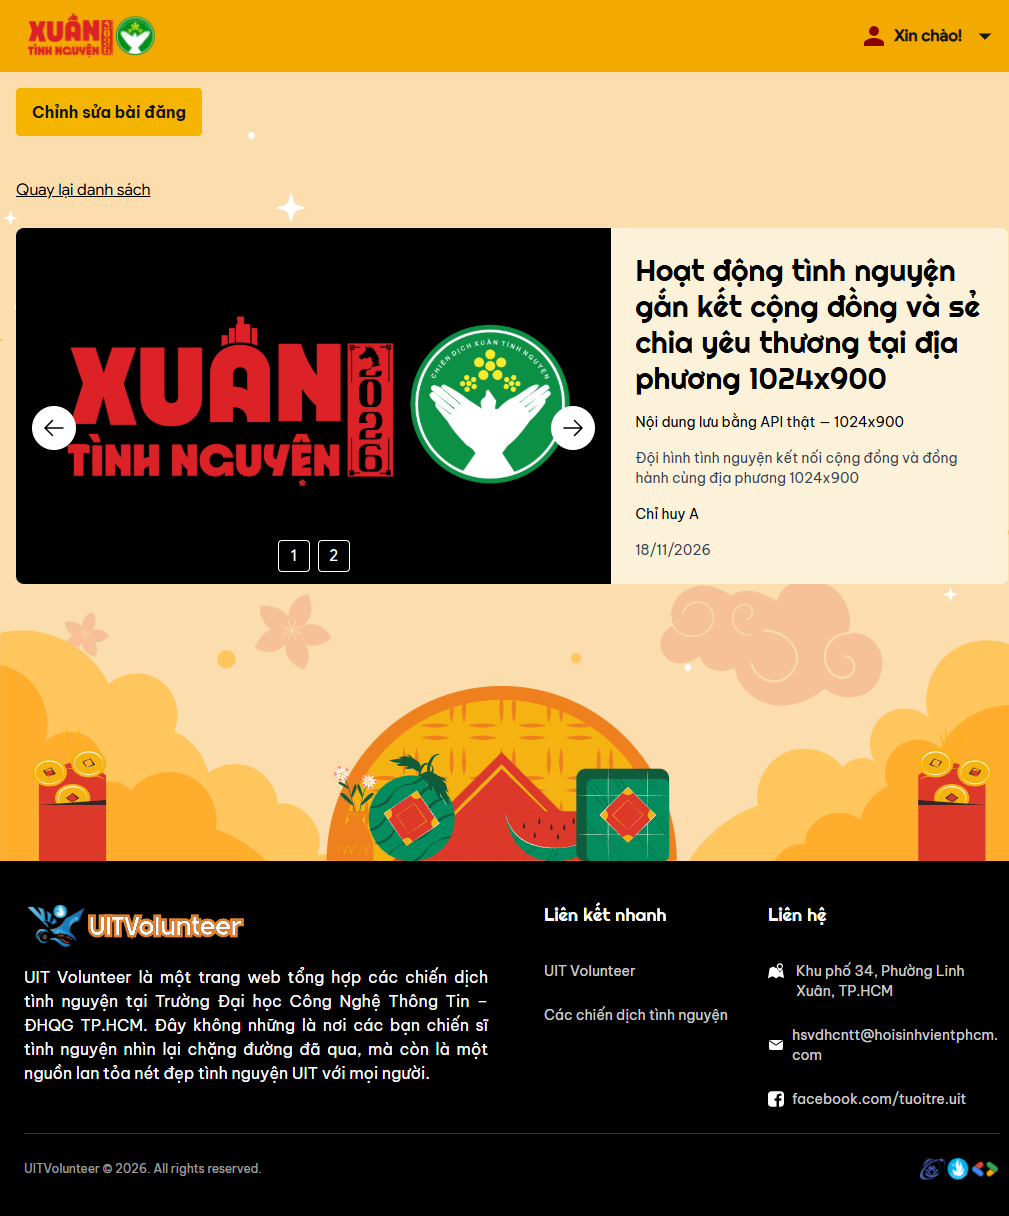 XUÂN 2026
TÌNH NGUYỆN
Xin chào!
Chỉnh sửa bài đăng
Quay lại danh sách
XUÂN 2026
TÌNH NGUYỆN
CHIẾN DỊCH XUÂN TÌNH NGUYỆN
1 2
Hoạt động tình nguyện
gắn kết cộng đồng và sẻ
chia yêu thương tại địa
phương 1024x900
Nội dung lưu bằng API thật — 1024x900
Đội hình tình nguyện kết nối cộng đồng và đồng
hành cùng địa phương 1024x900
Chỉ huy A
18/11/2026
UITVolunteer
UIT Volunteer là một trang web tổng hợp các chiến dịch
tình nguyện tại Trường Đại học Công Nghệ Thông Tin –
ĐHQG TP.HCM. Đây không những là nơi các bạn chiến sĩ
tình nguyện nhìn lại chặng đường đã qua, mà còn là một
nguồn lan tỏa nét đẹp tình nguyện UIT với mọi người.
Liên kết nhanh
UIT Volunteer
Các chiến dịch tình nguyện
Liên hệ
Khu phố 34, Phường Linh
Xuân, TP.HCM
hsvdhcntt@hoisinhvientphcm.
com
facebook.com/tuoitre.uit
UITVolunteer © 2026. All rights reserved.